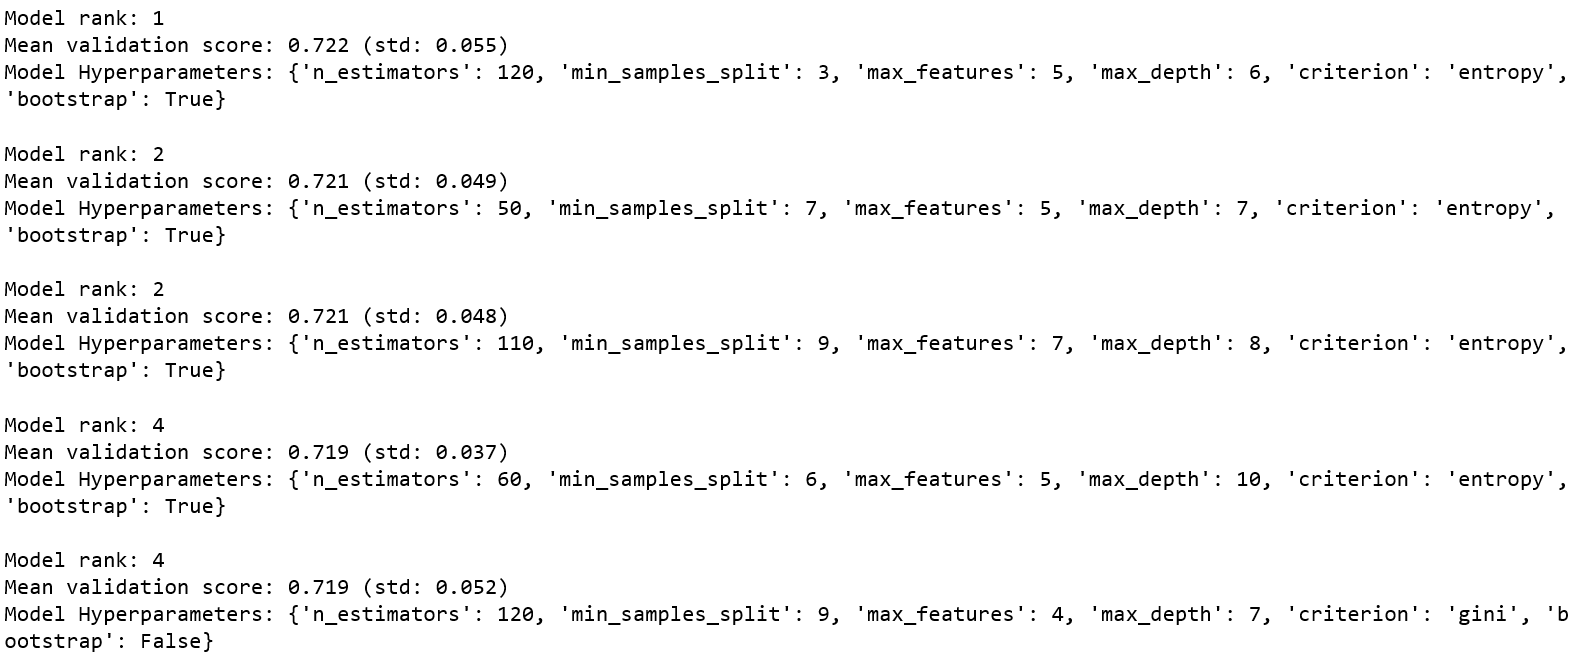 Model rank: 1
Mean validation score: 0.722 (std: 0.055)
Model Hyperparameters: {'n_estimators': 120, 'min_samples_split': 3, 'max_features': 5, 'max_depth': 6, 'criterion': 'entropy',
'bootstrap': True}
Model rank: 2
Mean validation score: 0.721 (std: 0.049)
Model Hyperparameters: {'n_estimators': 50, 'min_samples_split': 7, 'max_features': 5, 'max_depth': 7, 'criterion': 'entropy',
'bootstrap': True}
Model rank: 2
Mean validation score: 0.721 (std: 0.048)
Model Hyperparameters: {'n_estimators': 110, 'min_samples_split': 9, 'max_features': 7, 'max_depth': 8, 'criterion': 'entropy',
'bootstrap': True}
Model rank: 4
Mean validation score: 0.719 (std: 0.037)
Model Hyperparameters: {'n_estimators': 60, 'min_samples_split': 6, 'max_features': 5, 'max_depth': 10, 'criterion': 'entropy',
'bootstrap': True}
Model rank: 4
Mean validation score: 0.719 (std: 0.052)
Model Hyperparameters: {'n_estimators': 120, 'min_samples_split': 9, 'max_features': 4, 'max_depth': 7, 'criterion': 'gini', 'b
ootstrap': False}